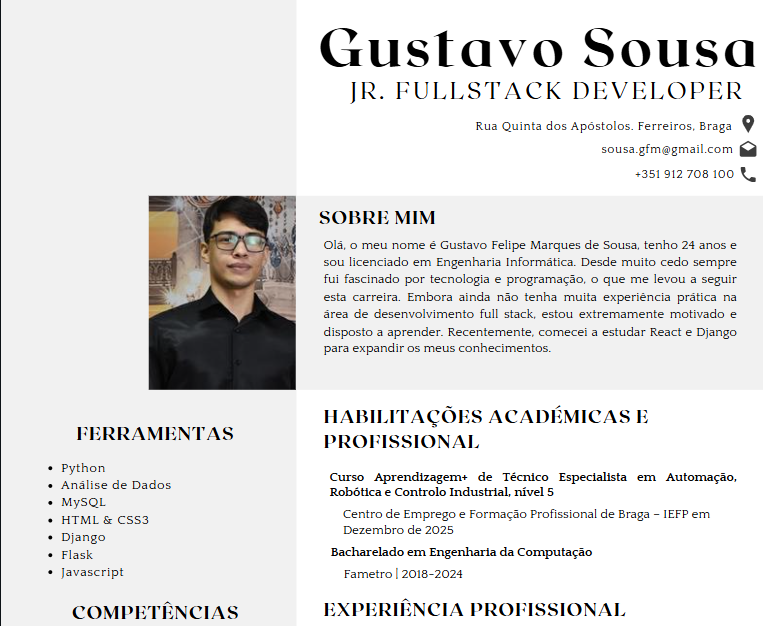 Gustavo Sousa
JR. FULLSTACK DEVELOPER
Rua Quinta dos Apóstolos. Ferreiros, Braga
sousa.gfm@gmail.com
+351 912 708 100
SOBRE MIM
Olá, o meu nome é Gustavo Felipe Marques de Sousa, tenho 24 anos e
sou licenciado em Engenharia Informática. Desde muito cedo sempre
fui fascinado por tecnologia e programação, o que me levou a seguir
esta carreira. Embora ainda não tenha muita experiência prática na
área de desenvolvimento full stack, estou extremamente motivado e
disposto a aprender. Recentemente, comecei a estudar React e Django
para expandir os meus conhecimentos.
FERRAMENTAS
• Python
• Análise de Dados
• MySQL
• HTML & CSS3
• Django
• Flask
• Javascript
COMPETÊNCIAS
HABILITAÇÕES ACADÉMICAS E
PROFISSIONAL
Curso Aprendizagem+ de Técnico Especialista em Automação,
Robótica e Controlo Industrial, nível 5
Centro de Emprego e Formação Profissional de Braga – IEFP em
Dezembro de 2025
Bacharelado em Engenharia da Computação
Fametro | 2018-2024
EXPERIÊNCIA PROFISSIONAL